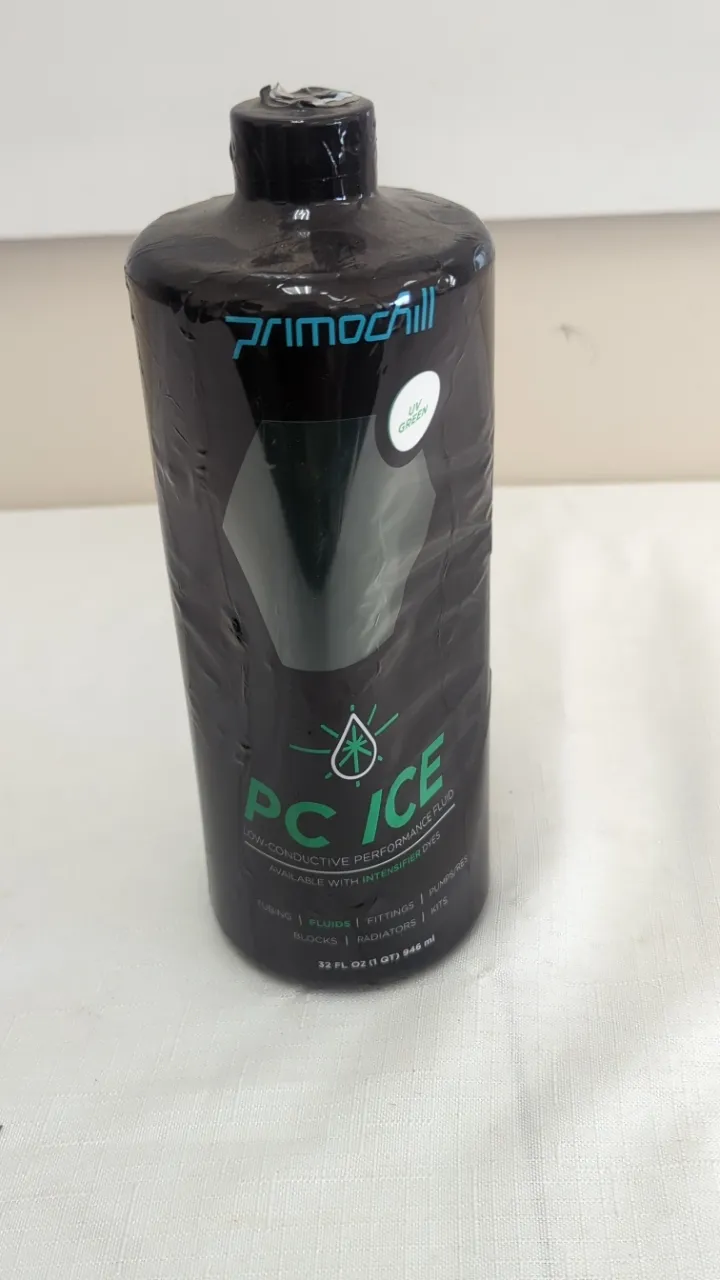 primochill
UV
GREEN
PC ICE
LOW-CONDUCTIVE PERFORMANCE FLUID
AVAILABLE WITH INTENSIFIER DYES
TUBING | FLUIDS | FITTINGS | PUMPS/RES
BLOCKS | RADIATORS | KITS
32 FL OZ (1 QT) 946 ml